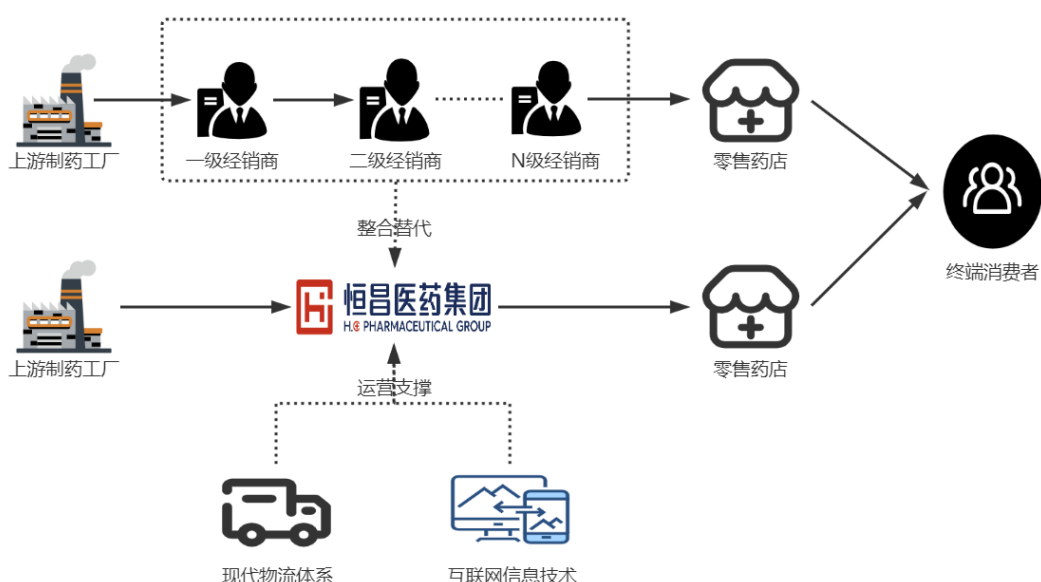 上游制药工厂
一级经销商
二级经销商
N级经销商
零售药店
整合替代
终端消费者
恒昌医药集团
H.C PHARMACEUTICAL GROUP
上游制药工厂
零售药店
运营支撑
现代物流体系
互联网信息技术